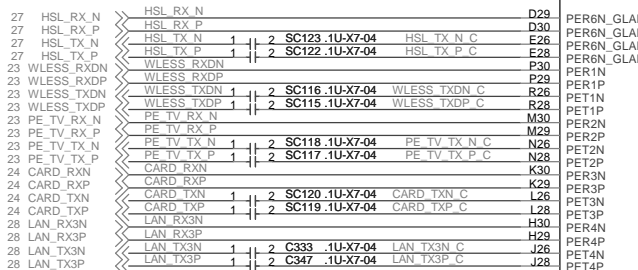 27 HSL_RX_N HSL_RX_N D29 PER6N_GLA
27 HSL_RX_P HSL_RX_P D30 PER6N_GLA
27 HSL_TX_N HSL_TX_N 1 2 SC123 .1U-X7-04 HSL_TX_N_C E26 PER6N_GLA
27 HSL_TX_P HSL_TX_P 1 2 SC122 .1U-X7-04 HSL_TX_P_C E28 PER6N_GLA
23 WLESS_RXDN WLESS_RXDN P30 PER1N
23 WLESS_RXDP WLESS_RXDP P29 PER1P
23 WLESS_TXDN WLESS_TXDN 1 2 SC116 .1U-X7-04 WLESS_TXDN_C R26 PET1N
23 WLESS_TXDP WLESS_TXDP 1 2 SC115 .1U-X7-04 WLESS_TXDP_C R28 PET1P
23 PE_TV_RX_N PE_TV_RX_N M30 PER2N
23 PE_TV_RX_P PE_TV_RX_P M29 PER2P
23 PE_TV_TX_N PE_TV_TX_N 1 2 SC118 .1U-X7-04 PE_TV_TX_N_C N26 PET2N
23 PE_TV_TX_P PE_TV_TX_P 1 2 SC117 .1U-X7-04 PE_TV_TX_P_C N28 PET2P
24 CARD_RXN CARD_RXN K30 PER3N
24 CARD_RXP CARD_RXP K29 PER3P
24 CARD_TXN CARD_TXN 1 2 SC120 .1U-X7-04 CARD_TXN_C L26 PET3N
24 CARD_TXP CARD_TXP 1 2 SC119 .1U-X7-04 CARD_TXP_C L28 PET3P
28 LAN_RX3N LAN_RX3N H30 PER4N
28 LAN_RX3P LAN_RX3P H29 PER4P
28 LAN_TX3N LAN_TX3N 1 2 C333 .1U-X7-04 LAN_TX3N_C J26 PET4N
28 LAN_TX3P LAN_TX3P 1 2 C347 .1U-X7-04 LAN_TX3P_C J28 PET4P